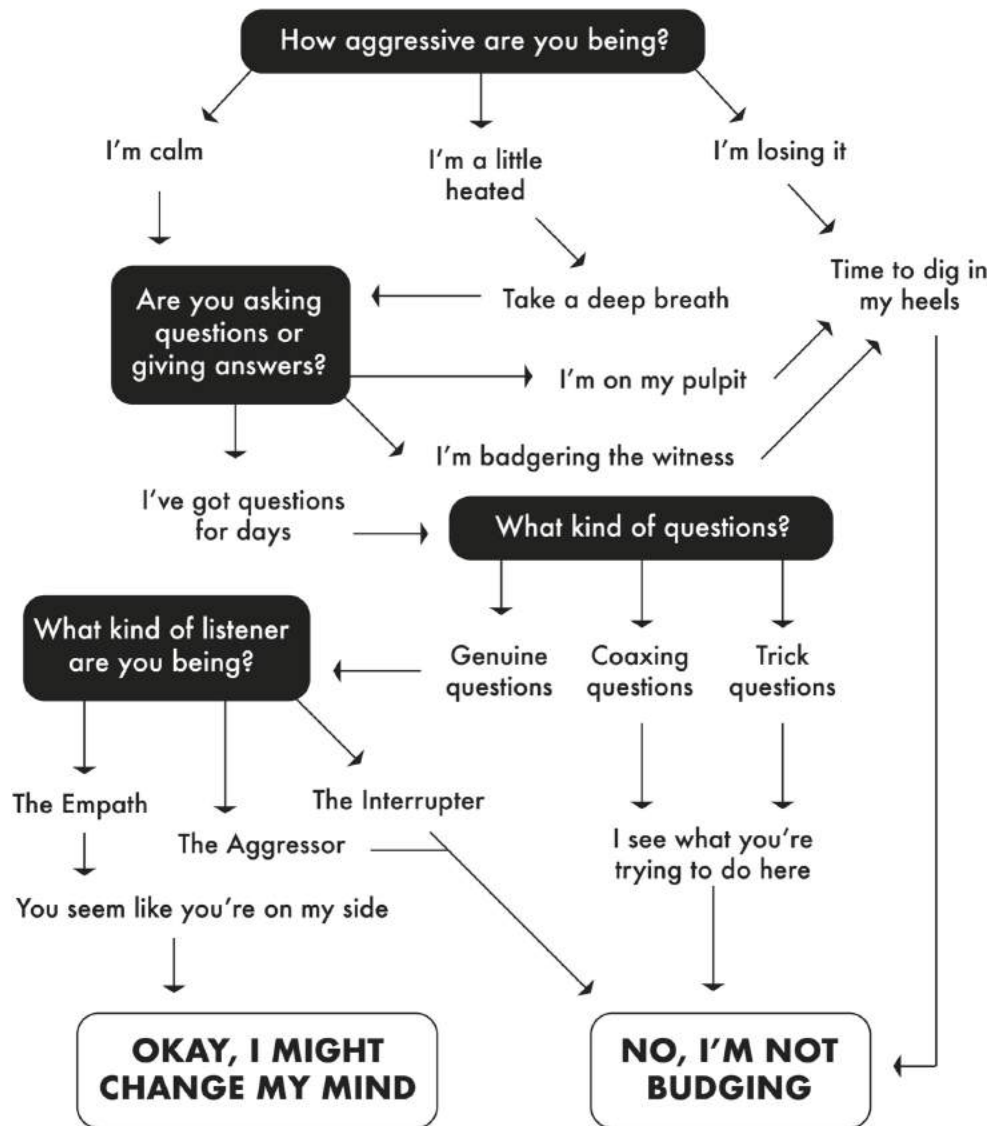 How aggressive are you being?
I'm calm
I'm a little
heated
I'm losing it
Are you asking
questions or
giving answers?
Take a deep breath
Time to dig in
my heels
I'm on my pulpit
I'm badgering the witness
I've got questions
for days
What kind of questions?
What kind of listener
are you being?
Genuine
questions
Coaxing
questions
Trick
questions
The Empath
The Aggressor
The Interrupter
I see what you're
trying to do here
You seem like you're on my side
OKAY, I MIGHT
CHANGE MY MIND
NO, I'M NOT
BUDGING